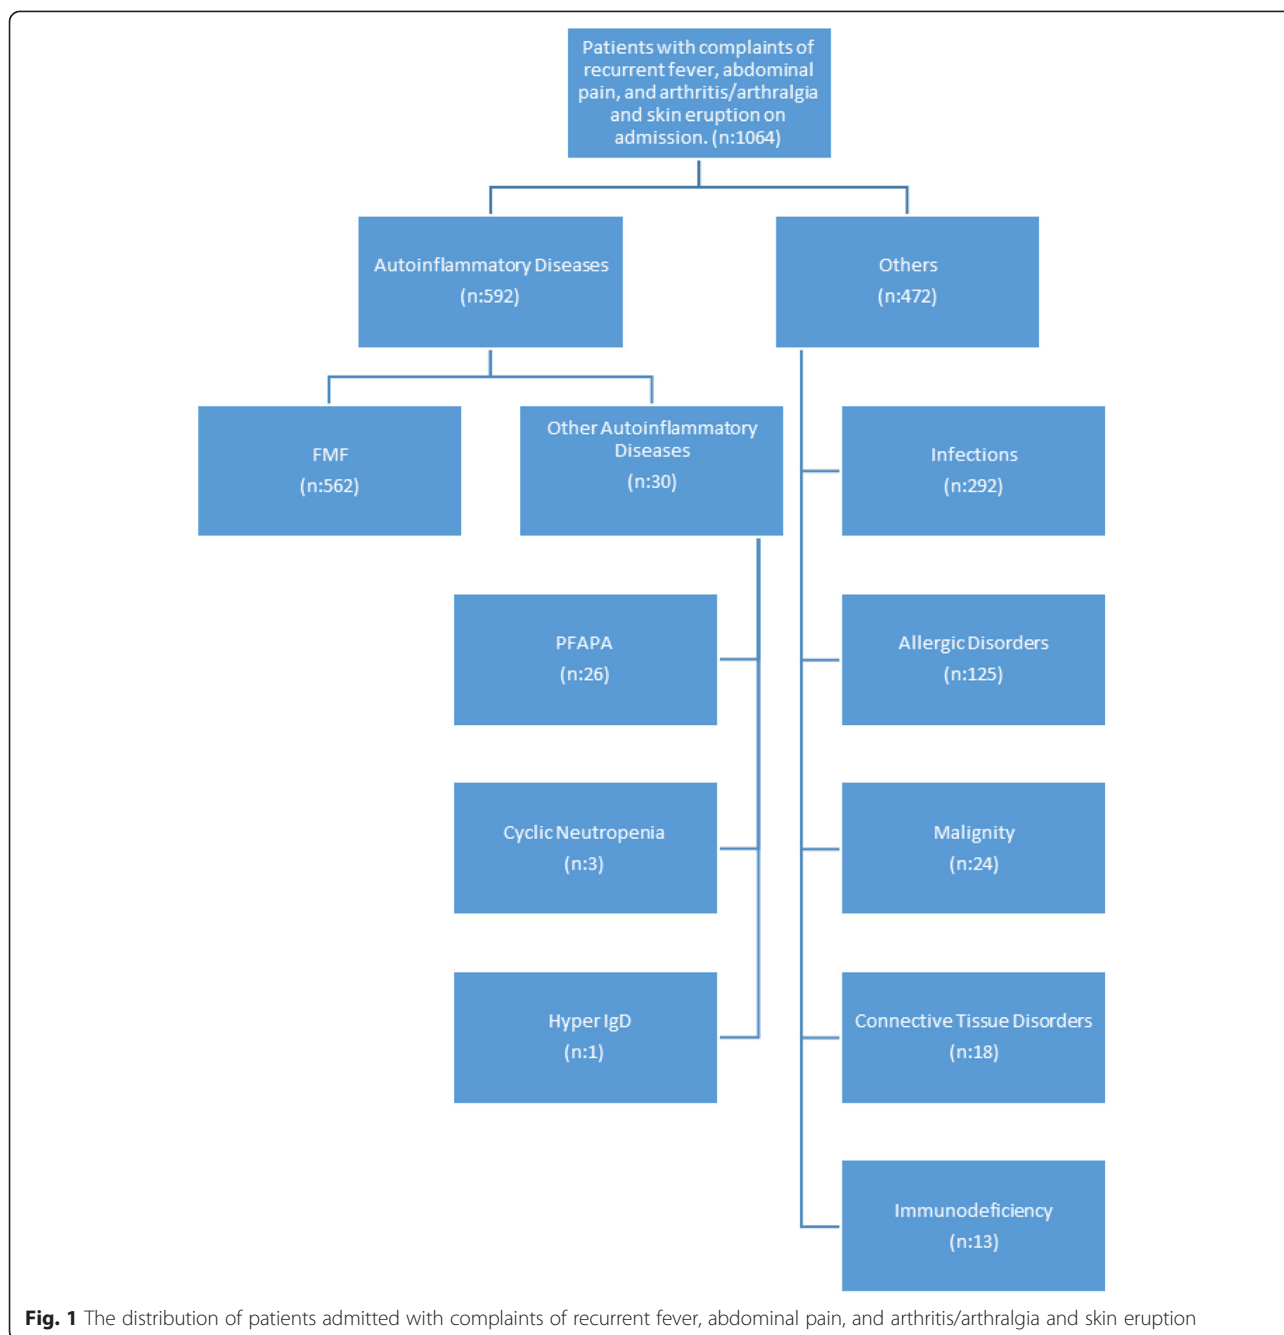 Patients with complaints of
recurrent fever, abdominal
pain, and arthritis/arthralgia
and skin eruption on
admission. (n:1064)
Autoinflammatory Diseases
(n:592)
Others
(n:472)
FMF
(n:562)
Other Autoinflammatory
Diseases
(n:30)
Infections
(n:292)
PFAPA
(n:26)
Allergic Disorders
(n:125)
Cyclic Neutropenia
(n:3)
Malignity
(n:24)
Hyper IgD
(n:1)
Connective Tissue Disorders
(n:18)
Immunodeficiency
(n:13)
Fig. 1 The distribution of patients admitted with complaints of recurrent fever, abdominal pain, and arthritis/arthralgia and skin eruption